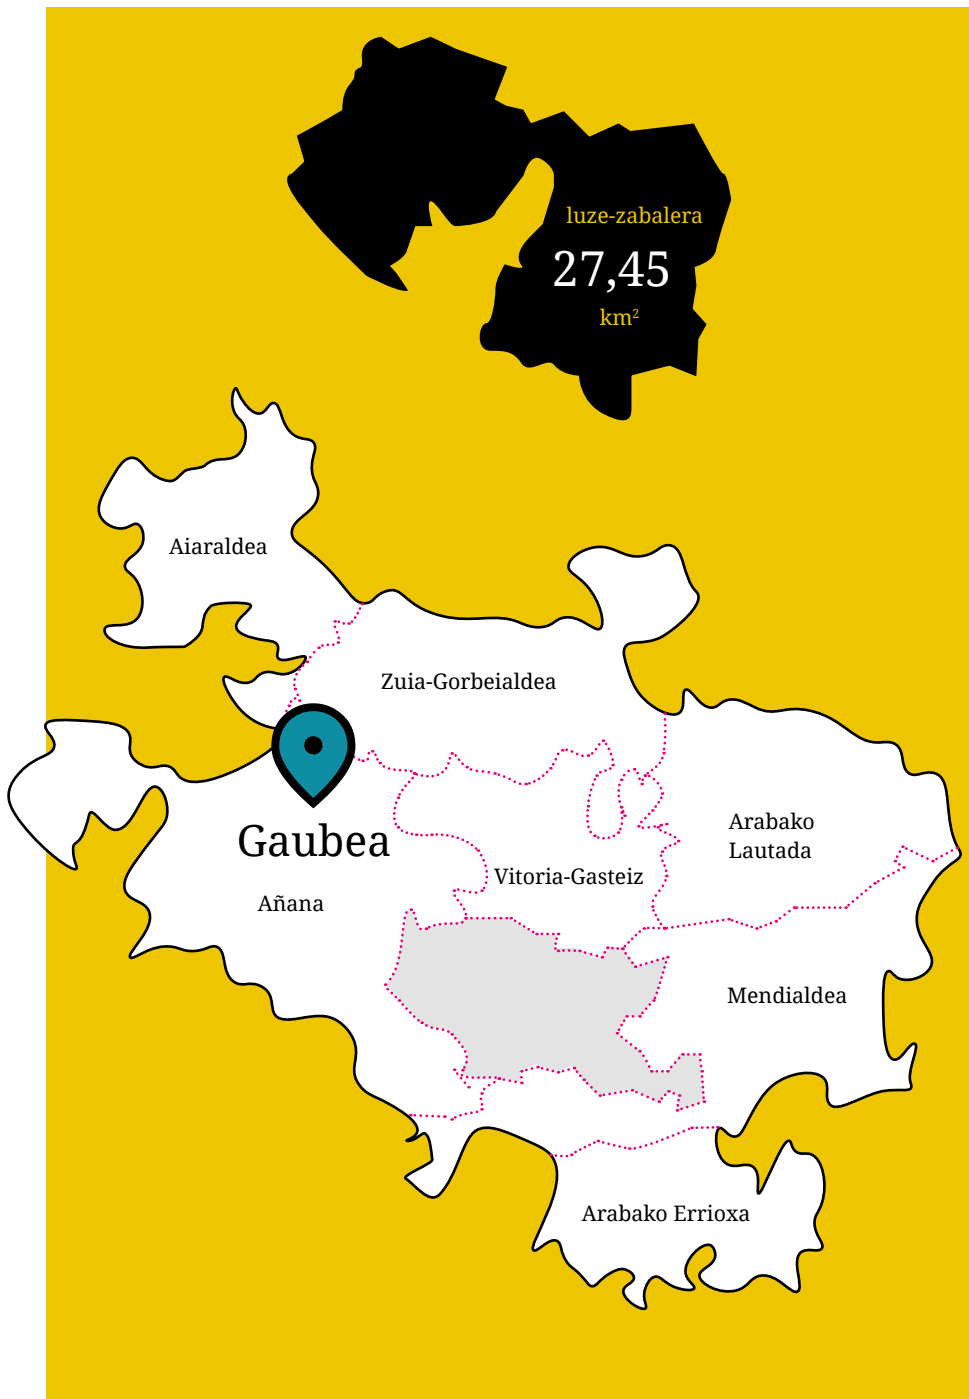 luze-zabalera
27,45
km²
Aiaraldea
Zuia-Gorbeialdea
Gaubea
Arabako
Lautada
Vitoria-Gasteiz
Añana
Mendialdea
Arabako Errioxa